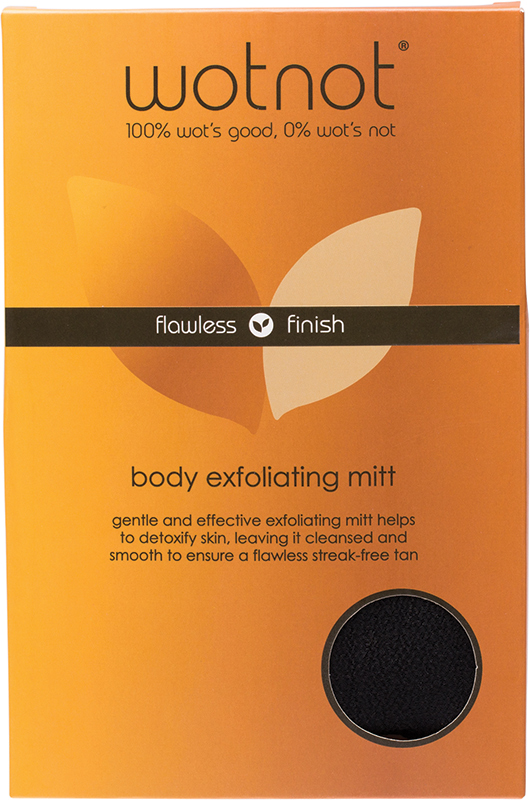 wotnot®
100% wot's good, 0% wot's not
flawless finish
body exfoliating mitt
gentle and effective exfoliating mitt helps
to detoxify skin, leaving it cleansed and
smooth to ensure a flawless streak-free tan